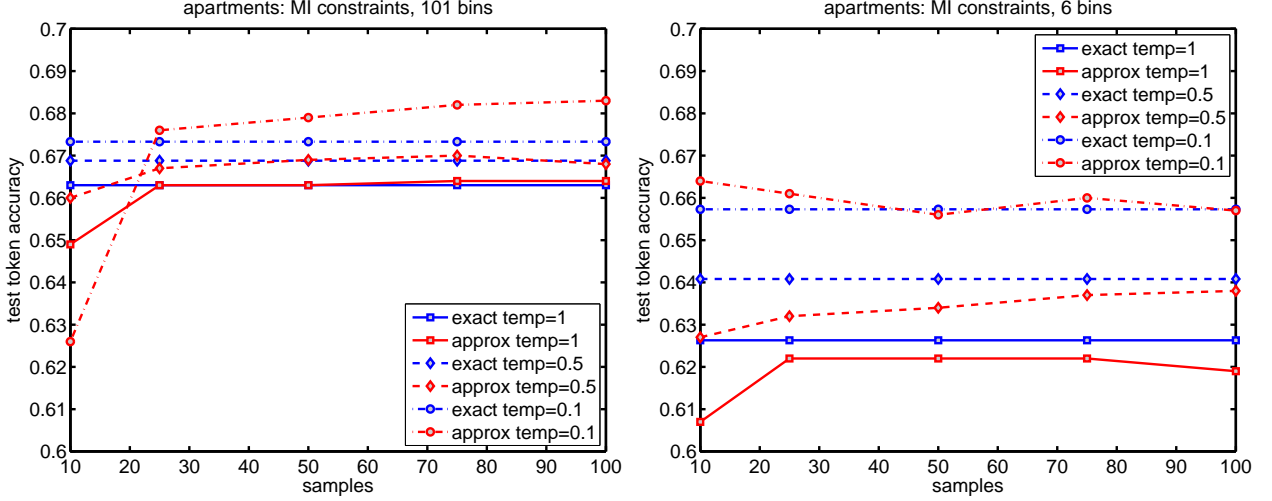 apartments: MI constraints, 101 bins
0.7
0.69
0.68
0.67
0.66
0.65
0.64
0.63
0.62
0.61
0.6
test token accuracy
exact temp=1
approx temp=1
exact temp=0.5
approx temp=0.5
exact temp=0.1
approx temp=0.1
10 20 30 40 50 60 70 80 90 100
samples
apartments: MI constraints, 6 bins
0.7
0.69
0.68
0.67
0.66
0.65
0.64
0.63
0.62
0.61
0.6
test token accuracy
exact temp=1
approx temp=1
exact temp=0.5
approx temp=0.5
exact temp=0.1
approx temp=0.1
10 20 30 40 50 60 70 80 90 100
samples